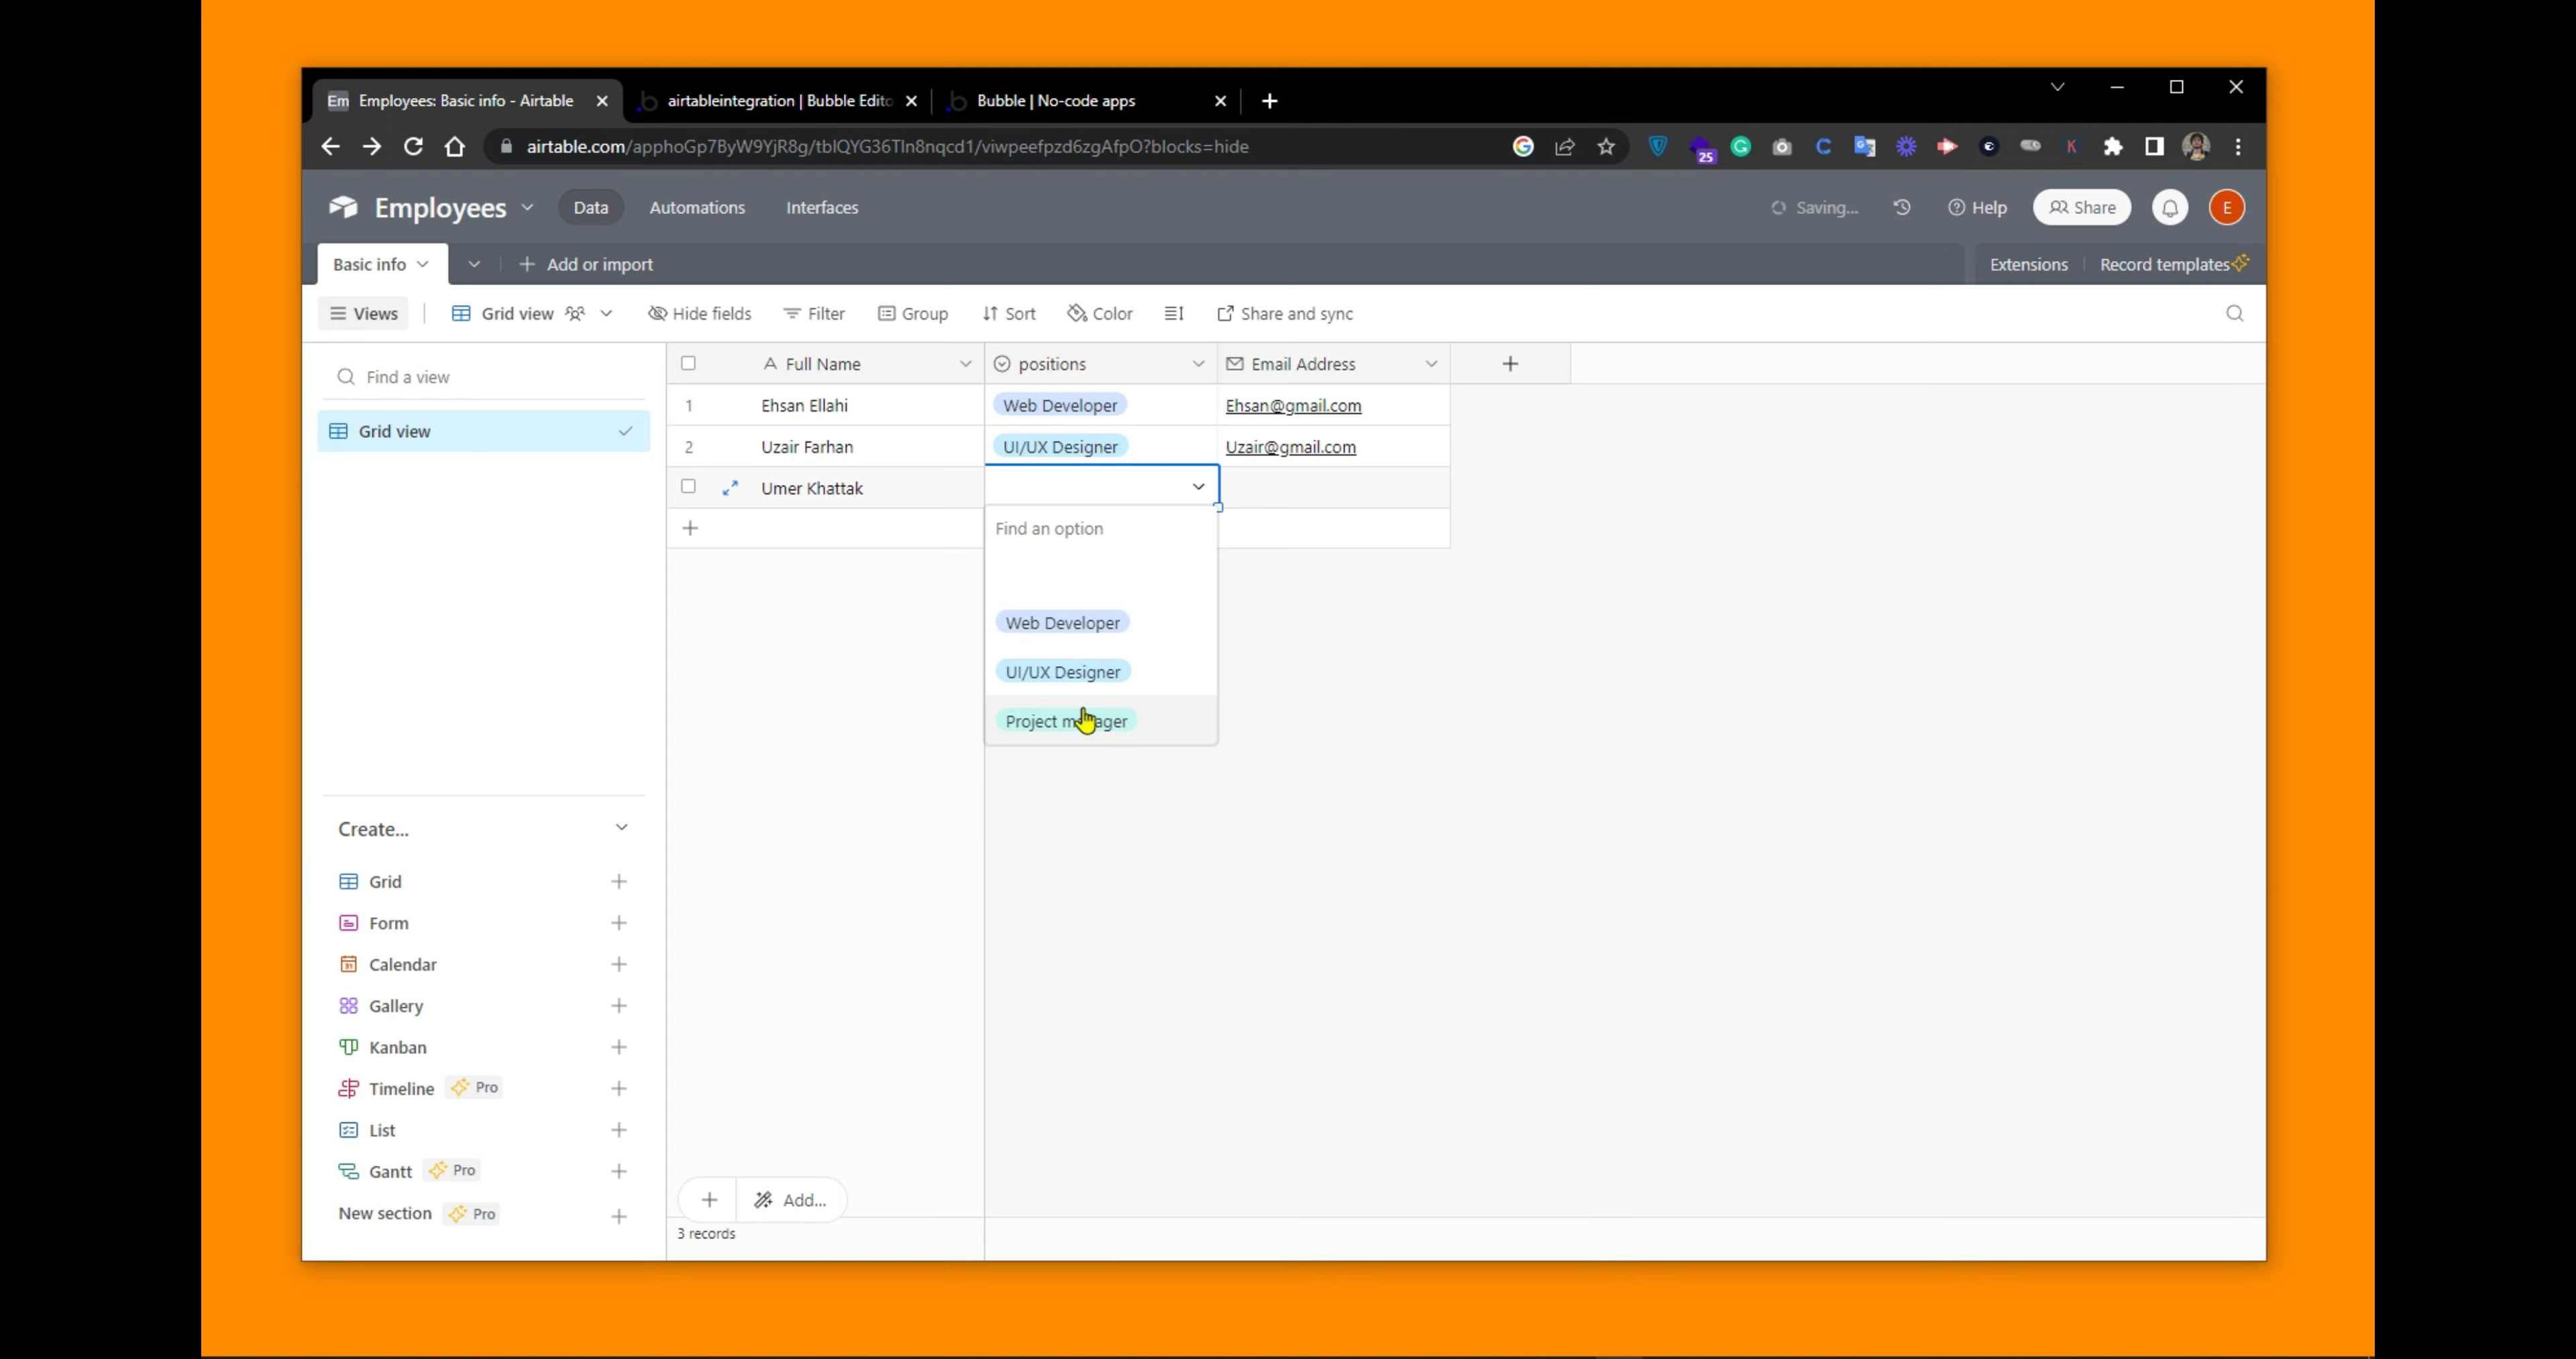 Em Employees: Basic info - Airtable airtableintegration | Bubble Edito Bubble | No-code apps
airtable.com/apphoGp7ByW9YjR8g/tblQYG36TIn8nqcd1/viwpeefpzd6zgAfpO?blocks=hide 25
Employees Data Automations Interfaces Saving... Help Share E
Basic info Add or import Extensions Record templates
Views Grid view Hide fields Filter Group Sort Color Share and sync
Find a view
Grid view
Full Name positions Email Address
1 Ehsan Ellahi Web Developer Ehsan@gmail.com
2 Uzair Farhan UI/UX Designer Uzair@gmail.com
Umer Khattak
Find an option
Web Developer
UI/UX Designer
Project manager
Create...
Grid
Form
Calendar
Gallery
Kanban
Timeline Pro
List
Gantt Pro
New section Pro
Add...
3 records